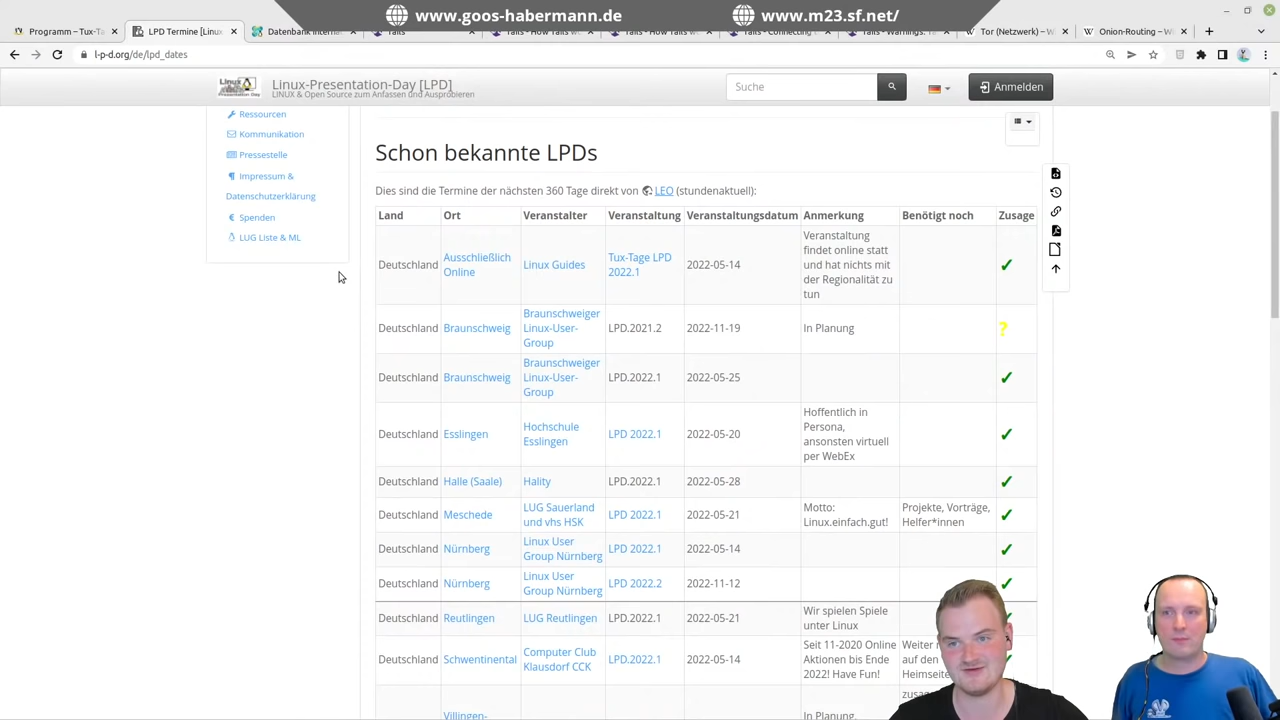 www.goos-habermann.de
www.m23.sf.net/
Programm – Tux-Ta
LPD Termine [Linux
Datenbank intern
Tails
Tails - How Tails w
Tails - How Tails w
Tails - Connecting
Tails - Warnings:
Tor (Netzwerk) – W
Onion-Routing – W
l-p-d.org/de/lpd_dates
Linux-Presentation-Day [LPD]
LINUX & Open Source zum Anfassen und Ausprobieren
Suche
Anmelden
Ressourcen
Kommunikation
Pressestelle
Impressum &
Datenschutzerklärung
Spenden
LUG Liste & ML
Schon bekannte LPDs
Dies sind die Termine der nächsten 360 Tage direkt von LEO (stundenaktuell):
Land Ort Veranstalter Veranstaltung Veranstaltungsdatum Anmerkung Benötigt noch Zusage
Deutschland
Ausschließlich
Online
Linux Guides
Tux-Tage LPD
2022.1
2022-05-14
Veranstaltung
findet online statt
und hat nichts mit
der Regionalität zu
tun
✓
Deutschland
Braunschweig
Braunschweiger
Linux-User-
Group
LPD.2021.2
2022-11-19
In Planung
?
Deutschland
Braunschweig
Braunschweiger
Linux-User-
Group
LPD.2022.1
2022-05-25
✓
Deutschland
Esslingen
Hochschule
Esslingen
LPD 2022.1
2022-05-20
Hoffentlich in
Persona,
ansonsten virtuell
per WebEx
✓
Deutschland
Halle (Saale)
Hality
LPD.2022.1
2022-05-28
✓
Deutschland
Meschede
LUG Sauerland
und vhs HSK
LPD 2022.1
2022-05-21
Motto:
Linux.einfach.gut!
Projekte, Vorträge,
Helfer*innen
✓
Deutschland
Nürnberg
Linux User
Group Nürnberg
LPD 2022.1
2022-05-14
✓
Deutschland
Nürnberg
Linux User
Group Nürnberg
LPD 2022.2
2022-11-12
✓
Deutschland
Reutlingen
LUG Reutlingen
LPD.2022.1
2022-05-21
Wir spielen Spiele
unter Linux
Deutschland
Schwentinental
Computer Club
Klausdorf CCK
LPD.2022.1
2022-05-14
Seit 11-2020 Online
Aktionen bis Ende
2022! Have Fun!
Weiter
auf den
Heimseite
Villingen-
In Planung,